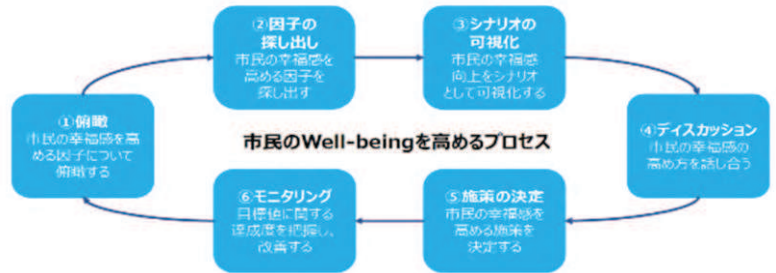 ①俯瞰
市民の幸福感を高
める因子について
俯瞰する
②因子の
探し出し
市民の幸福感を
高める因子を
探し出す
③シナリオの
可視化
市民の幸福感
向上をシナリオ
として可視化する
④ディスカッション
市民の幸福感の
高め方を話し合う
⑤施策の決定
市民の幸福感を
高める施策を
決定する
⑥モニタリング
目標値に関する
達成度を把握し、
改善する
市民のWell-beingを高めるプロセス